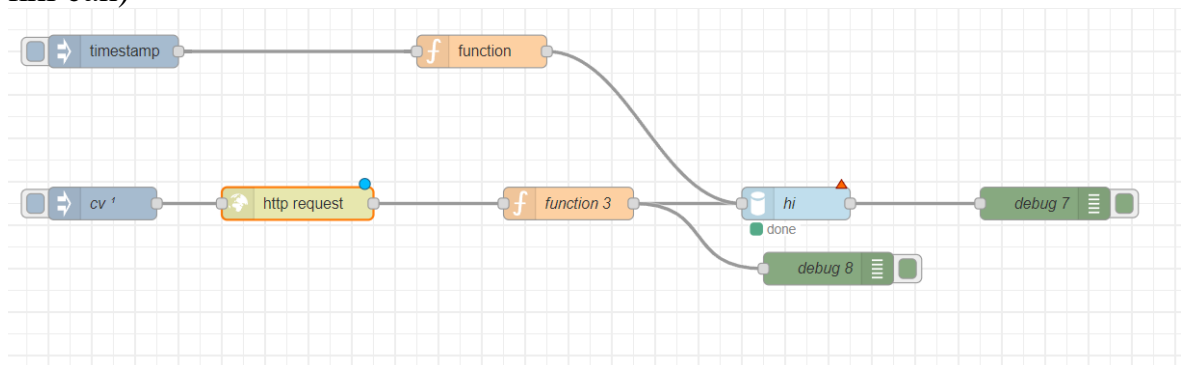 timestamp
function
cv ¹
http request
function 3
hi
debug 7
done
debug 8